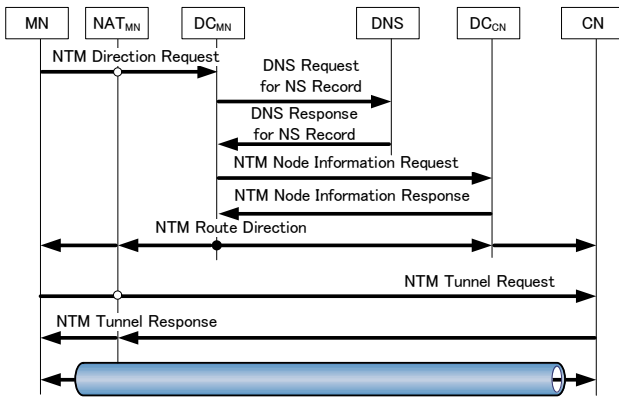 MN NAT MN DC MN DNS DC CN CN
NTM Direction Request
DNS Request
for NS Record
DNS Response
for NS Record
NTM Node Information Request
NTM Node Information Response
NTM Route Direction
NTM Tunnel Request
NTM Tunnel Response